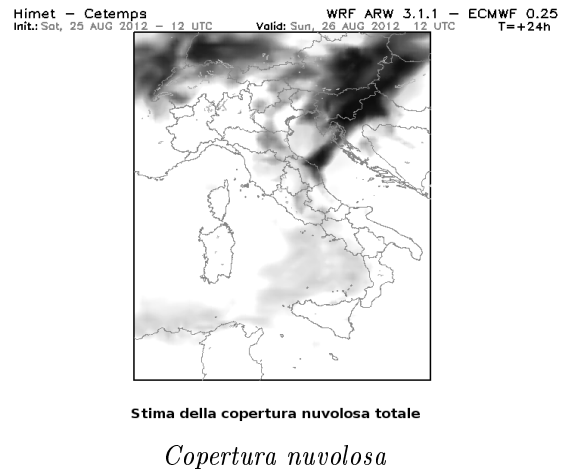 Himet – Cetemps WRF ARW 3.1.1 – ECMWF 0.25
Init.: Sat, 25 AUG 2012 – 12 UTC Valid: Sun, 26 AUG 2012 12 UTC T=+24h
Stima della copertura nuvolosa totale
Copertura nuvolosa